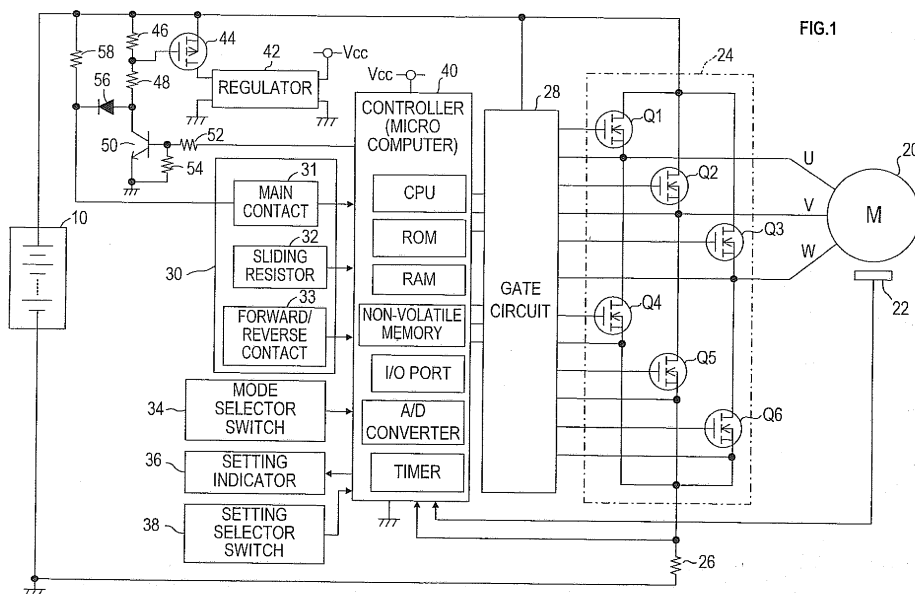 FIG.1
58
46
44
42
Vcc
REGULATOR
48
56
50
52
54
Vcc
40
CONTROLLER
(MICRO
COMPUTER)
CPU
ROM
RAM
NON-VOLATILE
MEMORY
I/O PORT
A/D
CONVERTER
TIMER
28
GATE
CIRCUIT
24
Q1
Q2
Q3
Q4
Q5
Q6
U
V
W
20
M
22
10
30
31
MAIN
CONTACT
32
SLIDING
RESISTOR
33
FORWARD/
REVERSE
CONTACT
34
MODE
SELECTOR
SWITCH
36
SETTING
INDICATOR
38
SETTING
SELECTOR
SWITCH
26